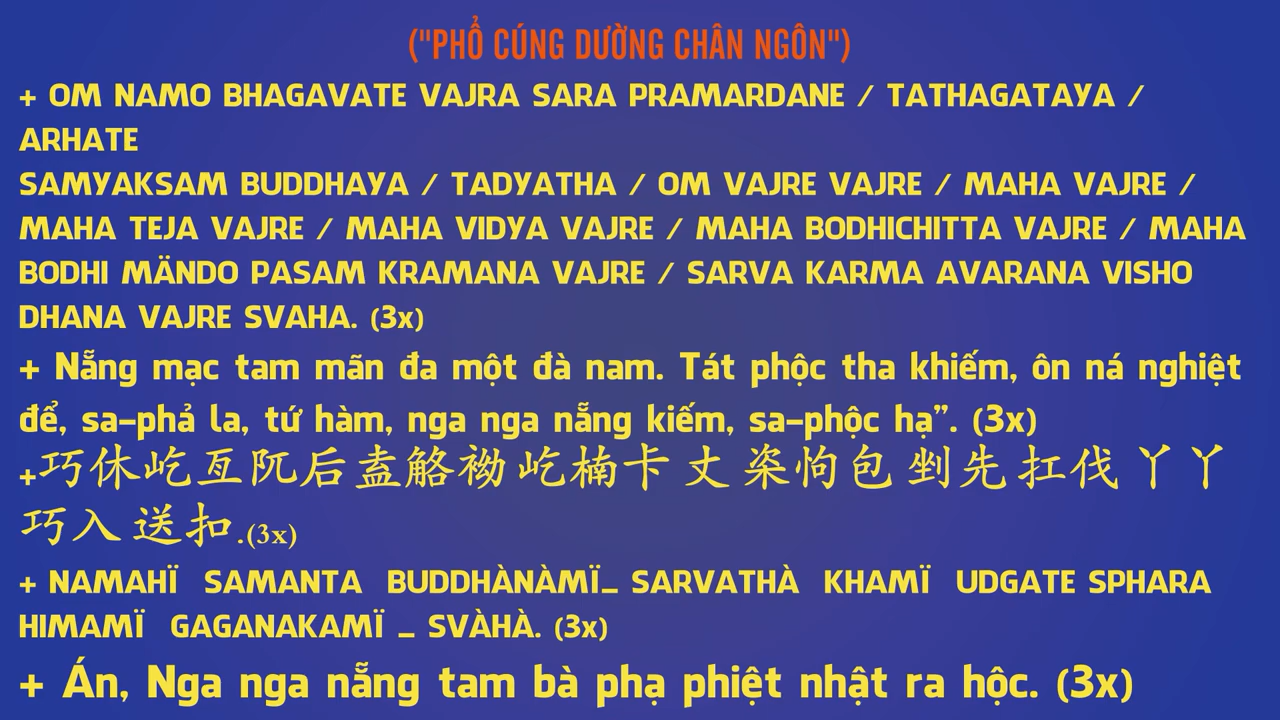 ("PHỔ CÚNG DƯỜNG CHÂN NGÔN")
+ OM NAMO BHAGAVATE VAJRA SARA PRAMARDANE / TATHAGATAYA /
ARHATE
SAMYAKSAM BUDDHAYA / TADYATHA / OM VAJRE VAJRE / MAHA VAJRE /
MAHA TEJA VAJRE / MAHA VIDYA VAJRE / MAHA BODHICHITTA VAJRE / MAHA
BODHI MÄNDO PASAM KRAMANA VAJRE / SARVA KARMA AVARANA VISHO
DHANA VAJRE SVAHA. (3x)
+ Nẵng mạc tam mãn đa một đà nam. Tát phộc tha khiếm, ôn ná nghiệt
để, sa-phả la, tứ hàm, nga nga nẵng kiếm, sa-phộc hạ”. (3x)
+巧休屹亙阢后盍觡袎屹楠卡丈桼怐包剉先扛伐丫丫
巧入送扣.(3x)
+ NAMAHÏ SAMANTA BUDDHÀNÀMÏ_ SARVATHÀ KHAMÏ UDGATE SPHARA
HIMAMÏ GAGANAKAMÏ _ SVÀHÀ. (3x)
+ Án, Nga nga nẵng tam bà phạ phiệt nhật ra hộc. (3x)